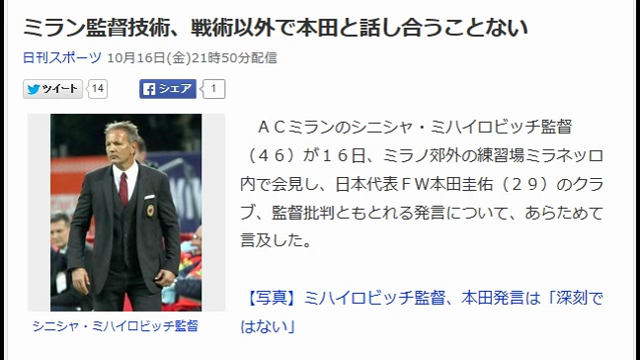 ミラン監督技術、戦術以外で本田と話し合うことない
日刊スポーツ 10月16日(金)21時50分配信
ツイート 14 シェア 1
ＡＣミランのシニシャ・ミハイロビッチ監督
（４６）が１６日、ミラノ郊外の練習場ミラネッロ
内で会見し、日本代表ＦＷ本田圭佑（２９）のクラ
ブ、監督批判ともとれる発言について、あらためて
言及した。
【写真】ミハイロビッチ監督、本田発言は「深刻で
はない」
シニシャ・ミハイロビッチ監督